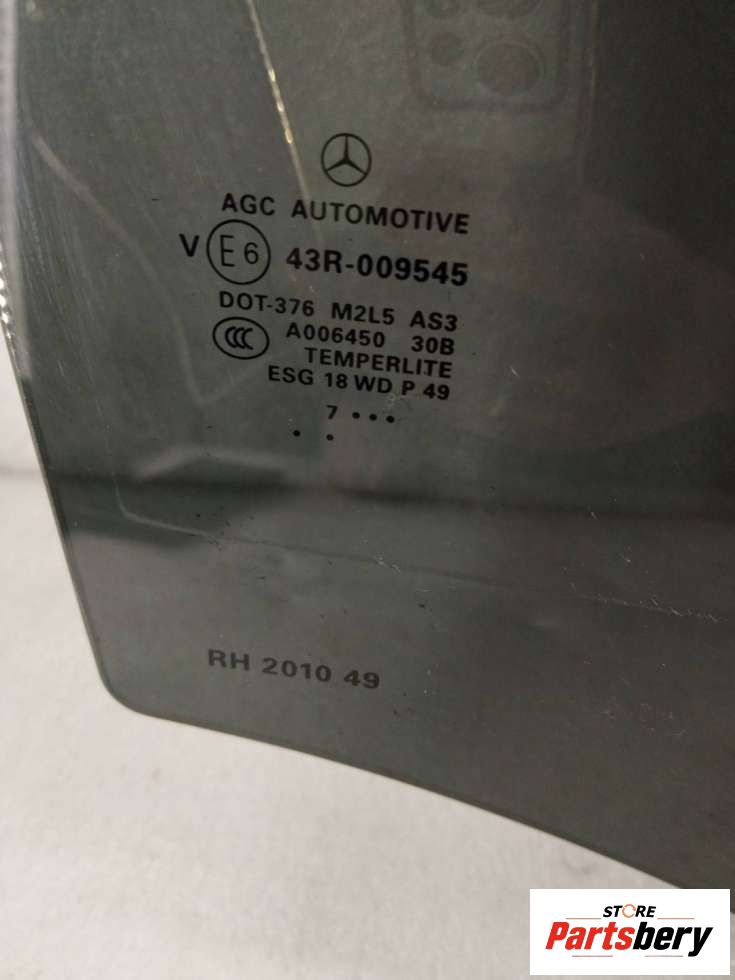 AGC AUTOMOTIVE
V E6 43R-009545
DOT-376 M2L5 AS3
CCC A006450 30B
TEMPERLITE
ESG 18 WD P 49
7 • • •
• •
RH 2010 49
STORE
Partsbery